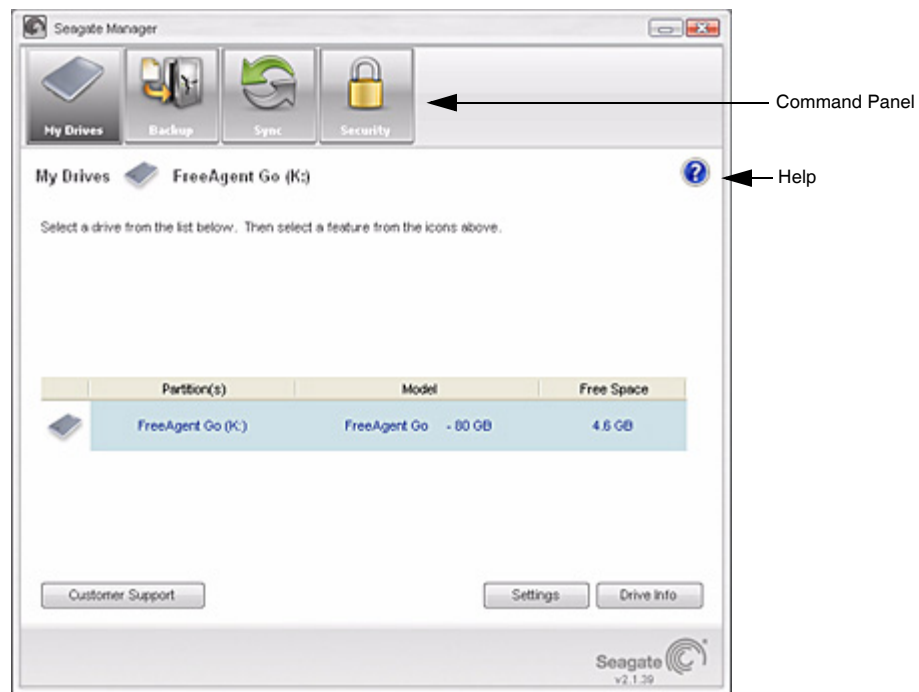 Seagate Manager
My Drives Backup Sync Security
Command Panel
My Drives FreeAgent Go (K:)
? Help
Select a drive from the list below. Then select a feature from the icons above.
Partition(s) Model Free Space
FreeAgent Go (K:) FreeAgent Go - 80 GB 4.6 GB
Customer Support Settings Drive Info
Seagate
v2.1.39